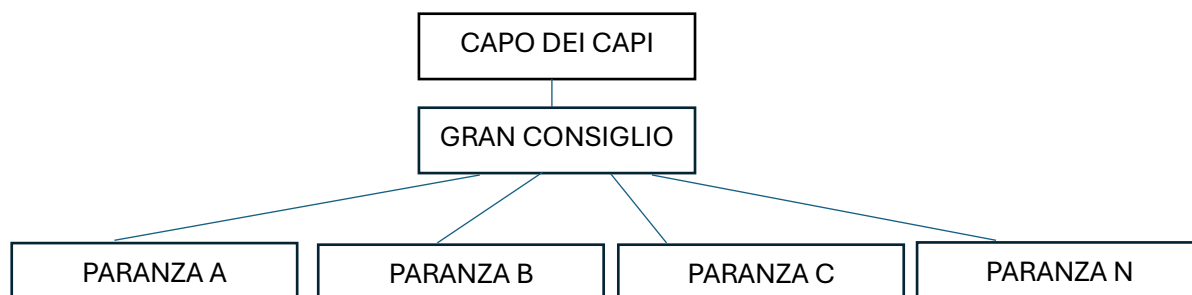 CAPO DEI CAPI
GRAN CONSIGLIO
PARANZA A
PARANZA B
PARANZA C
PARANZA N